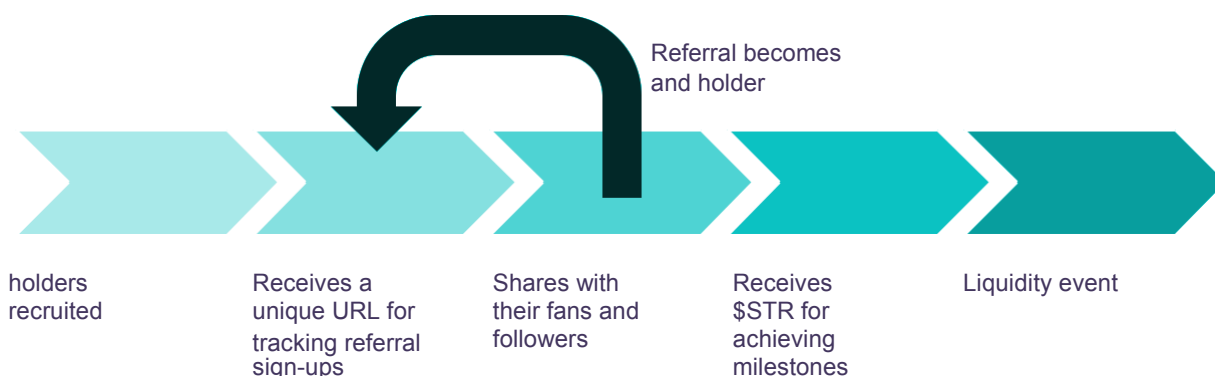 Referral becomes
and holder
holders
recruited
Receives a
unique URL for
tracking referral
sign-ups
Shares with
their fans and
followers
Receives
$STR for
achieving
milestones
Liquidity event